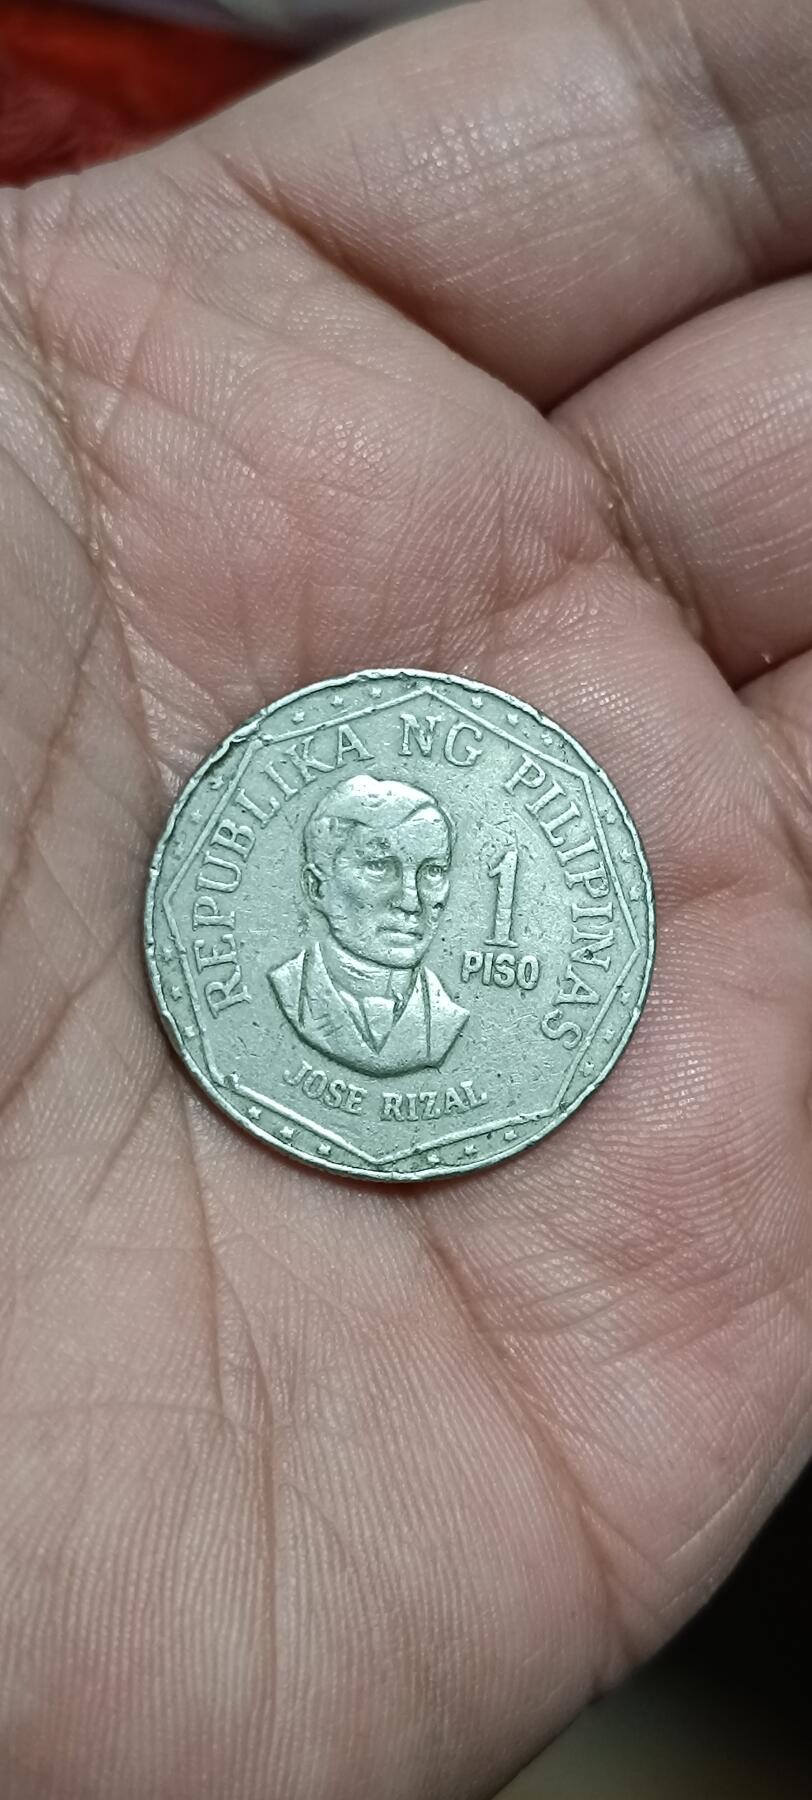 REPUBLIKA NG PILIPINAS
1
PISO
JOSE RIZAL